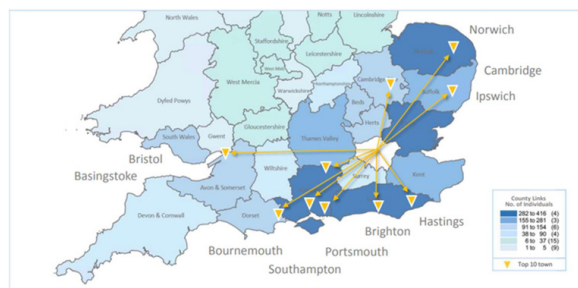 North Wales
Notts
Lincolnshire
Staffordshire
Leicestershire
West Mercia
Warwickshire
Northamptonshire
Cambridge
Norwich
Cambridge
Suffolk
Ipswich
Dyfed Powys
Beds
Herts
Gloucestershire
Gwent
South Wales
Thames Valley
Bristol
Basingstoke
Wiltshire
Surrey
Kent
Avon & Somerset
Devon & Cornwall
Dorset
Hastings
Brighton
Bournemouth
Portsmouth
Southampton
County Links
No. of Individuals
282 to 416 (4)
155 to 281 (3)
91 to 154 (6)
38 to 90 (4)
6 to 37 (15)
1 to 5 (9)
Top 10 town